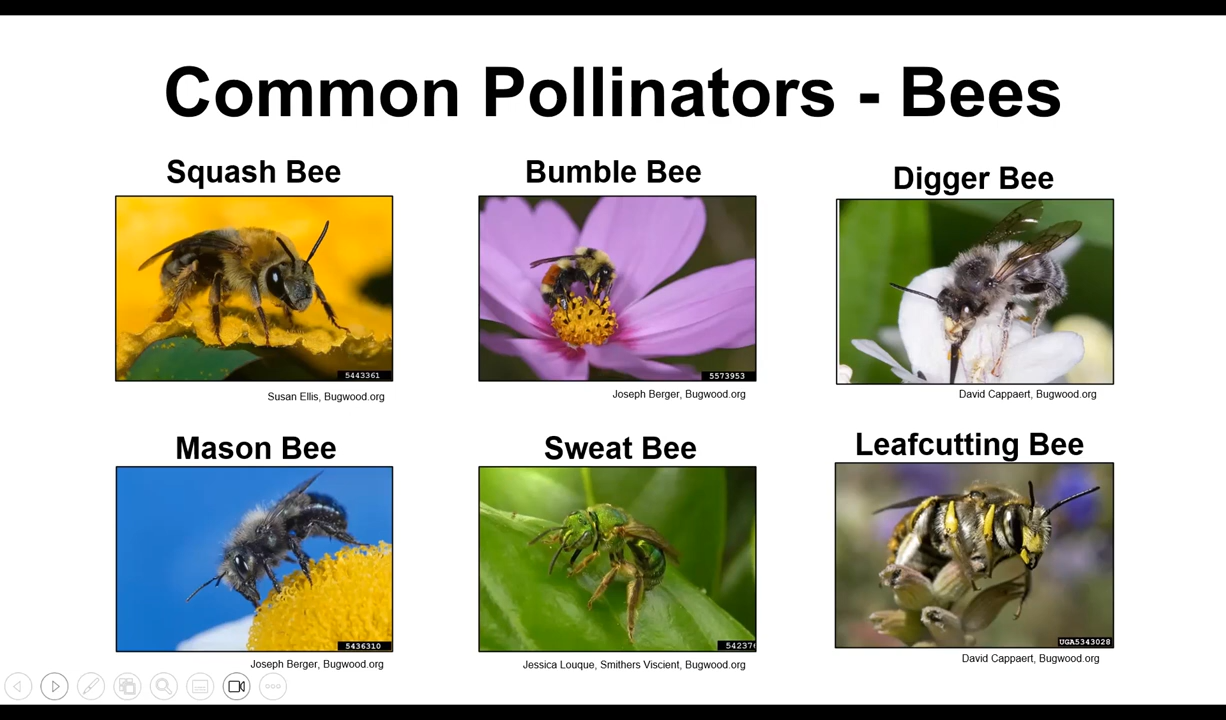 Common Pollinators - Bees
Squash Bee
Bumble Bee
Digger Bee
5443361
5573953
Susan Ellis, Bugwood.org
Joseph Berger, Bugwood.org
David Cappaert, Bugwood.org
Mason Bee
Sweat Bee
Leafcutting Bee
5436310
54237
UGA5343028
Joseph Berger, Bugwood.org
Jessica Louque, Smithers Viscient, Bugwood.org
David Cappaert, Bugwood.org